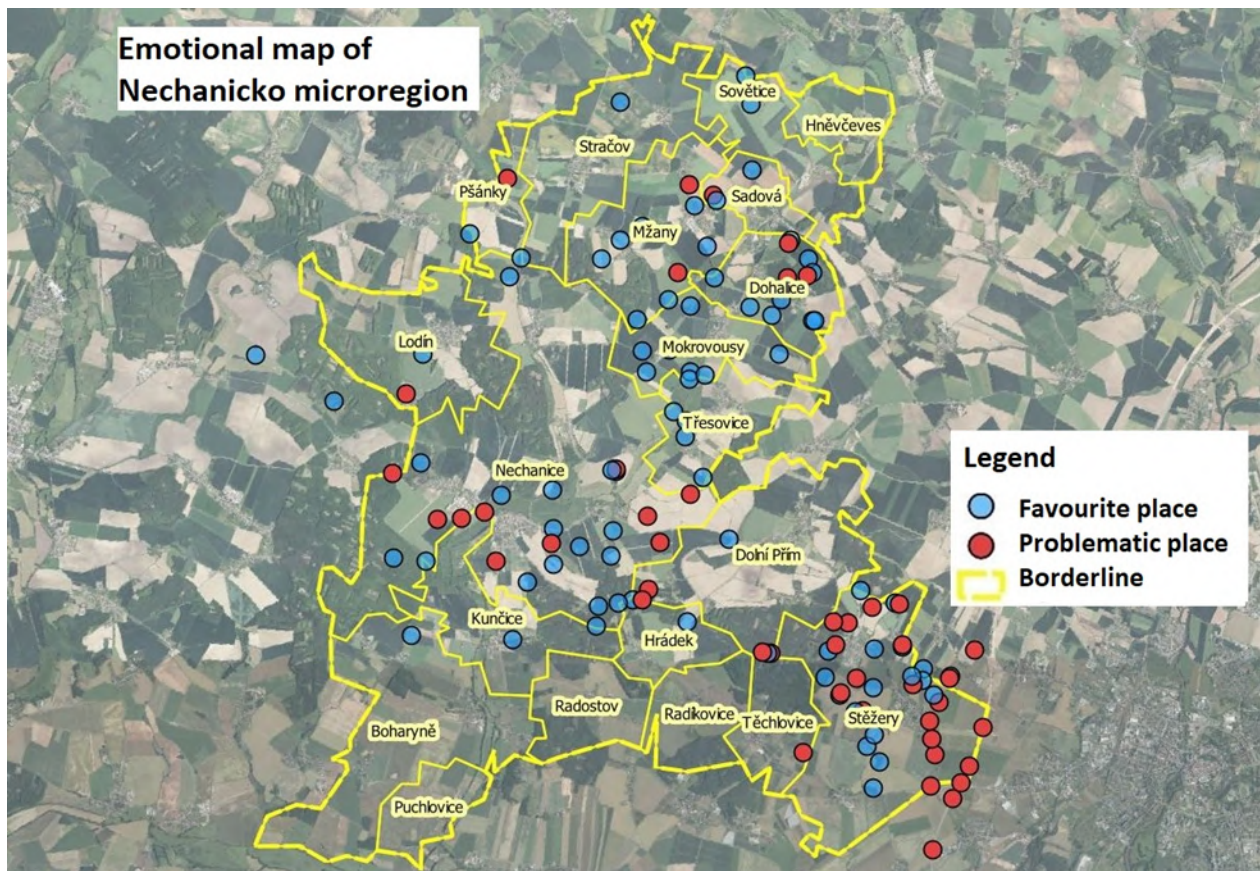 Emotional map of
Nechanicko microregion
Sovětice
Hněvčeves
Stračov
Pšánky
Sadová
Mžany
Dohalice
Lodín
Mokrovousy
Třesovice
Nechanice
Dolní Přím
Kunčice
Hrádek
Radostov
Radíkovice
Těchlovice
Stěžery
Boharyně
Puchlovice
Legend
Favourite place
Problematic place
Borderline